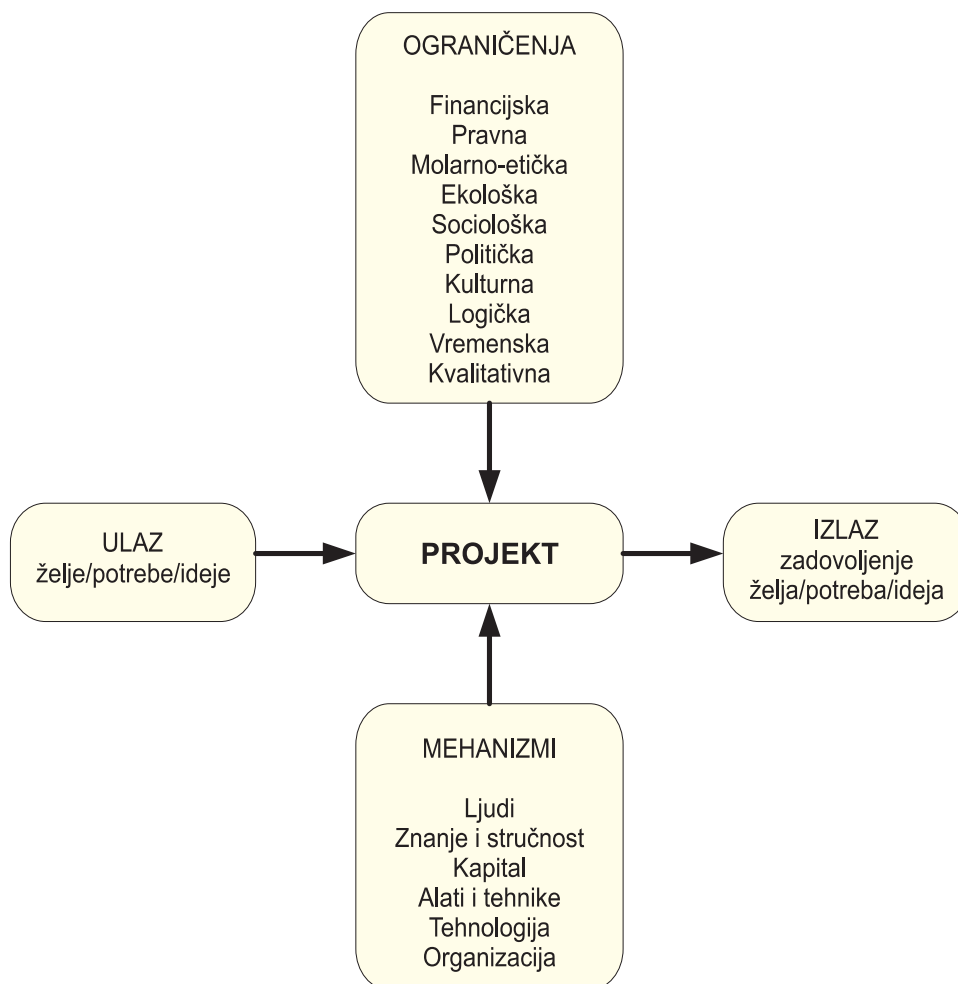 OGRANIČENJA
Financijska
Pravna
Molarno-etička
Ekološka
Sociološka
Politička
Kulturna
Logička
Vremenska
Kvalitativna
ULAZ
želje/potrebe/ideje
PROJEKT
IZLAZ
zadovoljenje
želja/potreba/ideja
MEHANIZMI
Ljudi
Znanje i stručnost
Kapital
Alati i tehnike
Tehnologija
Organizacija